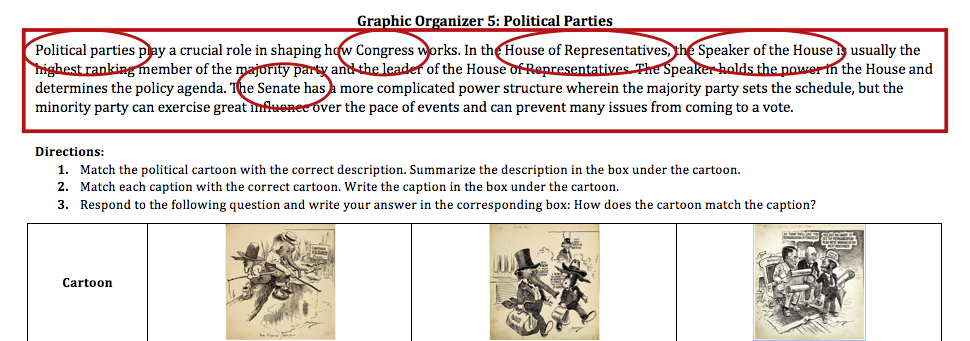 Graphic Organizer 5: Political Parties
Political parties play a crucial role in shaping how Congress works. In the House of Representatives, the Speaker of the House is usually the
highest ranking member of the majority party and the leader of the House of Representatives. The Speaker holds the power in the House and
determines the policy agenda. The Senate has a more complicated power structure wherein the majority party sets the schedule, but the
minority party can exercise great influence over the pace of events and can prevent many issues from coming to a vote.
Directions:
1. Match the political cartoon with the correct description. Summarize the description in the box under the cartoon.
2. Match each caption with the correct cartoon. Write the caption in the box under the cartoon.
3. Respond to the following question and write your answer in the corresponding box: How does the cartoon match the caption?
Cartoon